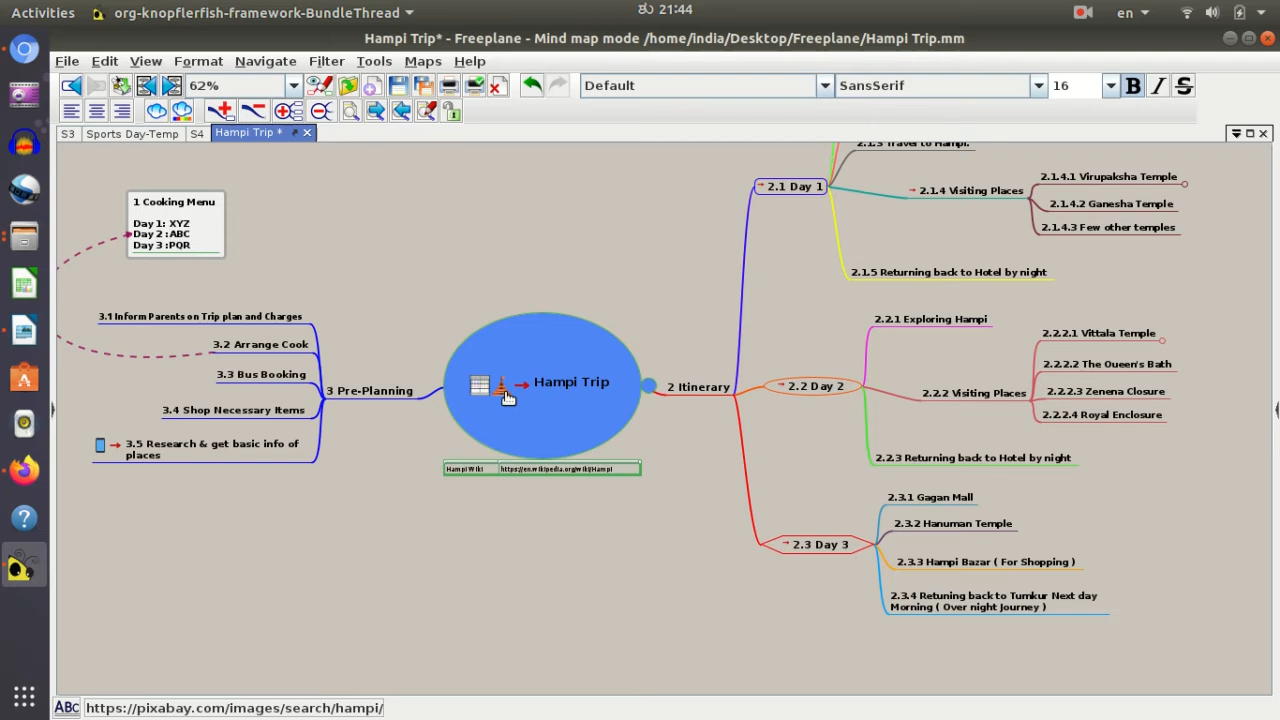 Activities
org-knopflerfish-framework-BundleThread
ಶು 21:44
en
Hampi Trip* - Freeplane - Mind map mode /home/india/Desktop/Freeplane/Hampi Trip.mm
File Edit View Format Navigate Filter Tools Maps Help
62%
Default
SansSerif
16
B I S
S3
Sports Day-Temp
S4
Hampi Trip *
1 Cooking Menu
Day 1: XYZ
Day 2 :ABC
Day 3 :PQR
3.1 Inform Parents on Trip plan and Charges
3.2 Arrange Cook
3.3 Bus Booking
3.4 Shop Necessary Items
3.5 Research & get basic info of
places
3 Pre-Planning
Hampi Trip
Hampi Wiki
https://en.wikipedia.org/wiki/Hampi
2 Itinerary
2.1 Day 1
2.1.3 Travel to Hampi.
2.1.4 Visiting Places
2.1.4.1 Virupaksha Temple
2.1.4.2 Ganesha Temple
2.1.4.3 Few other temples
2.1.5 Returning back to Hotel by night
2.2 Day 2
2.2.1 Exploring Hampi
2.2.2 Visiting Places
2.2.2.1 Vittala Temple
2.2.2.2 The Queen's Bath
2.2.2.3 Zenena Closure
2.2.2.4 Royal Enclosure
2.2.3 Returning back to Hotel by night
2.3 Day 3
2.3.1 Gagan Mall
2.3.2 Hanuman Temple
2.3.3 Hampi Bazar ( For Shopping )
2.3.4 Retuning back to Tumkur Next day
Morning ( Over night Journey )
ABC
https://pixabay.com/images/search/hampi/